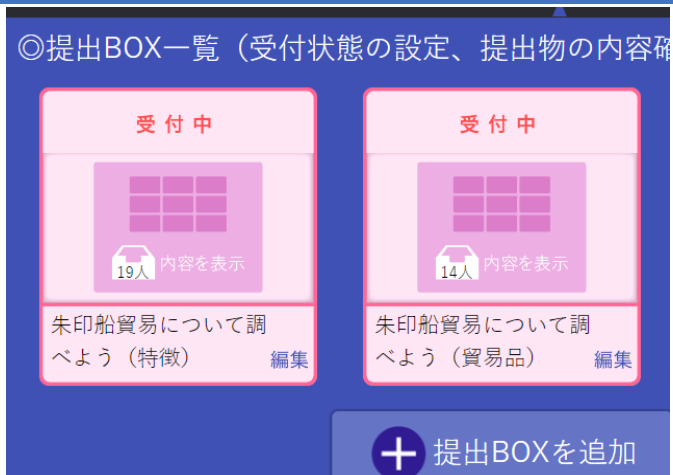 ◎提出BOX一覧（受付状態の設定、提出物の内容確
受付中
19人 内容を表示
朱印船貿易について調
べよう（特徴） 編集
受付中
14人 内容を表示
朱印船貿易について調
べよう（貿易品） 編集
提出BOXを追加